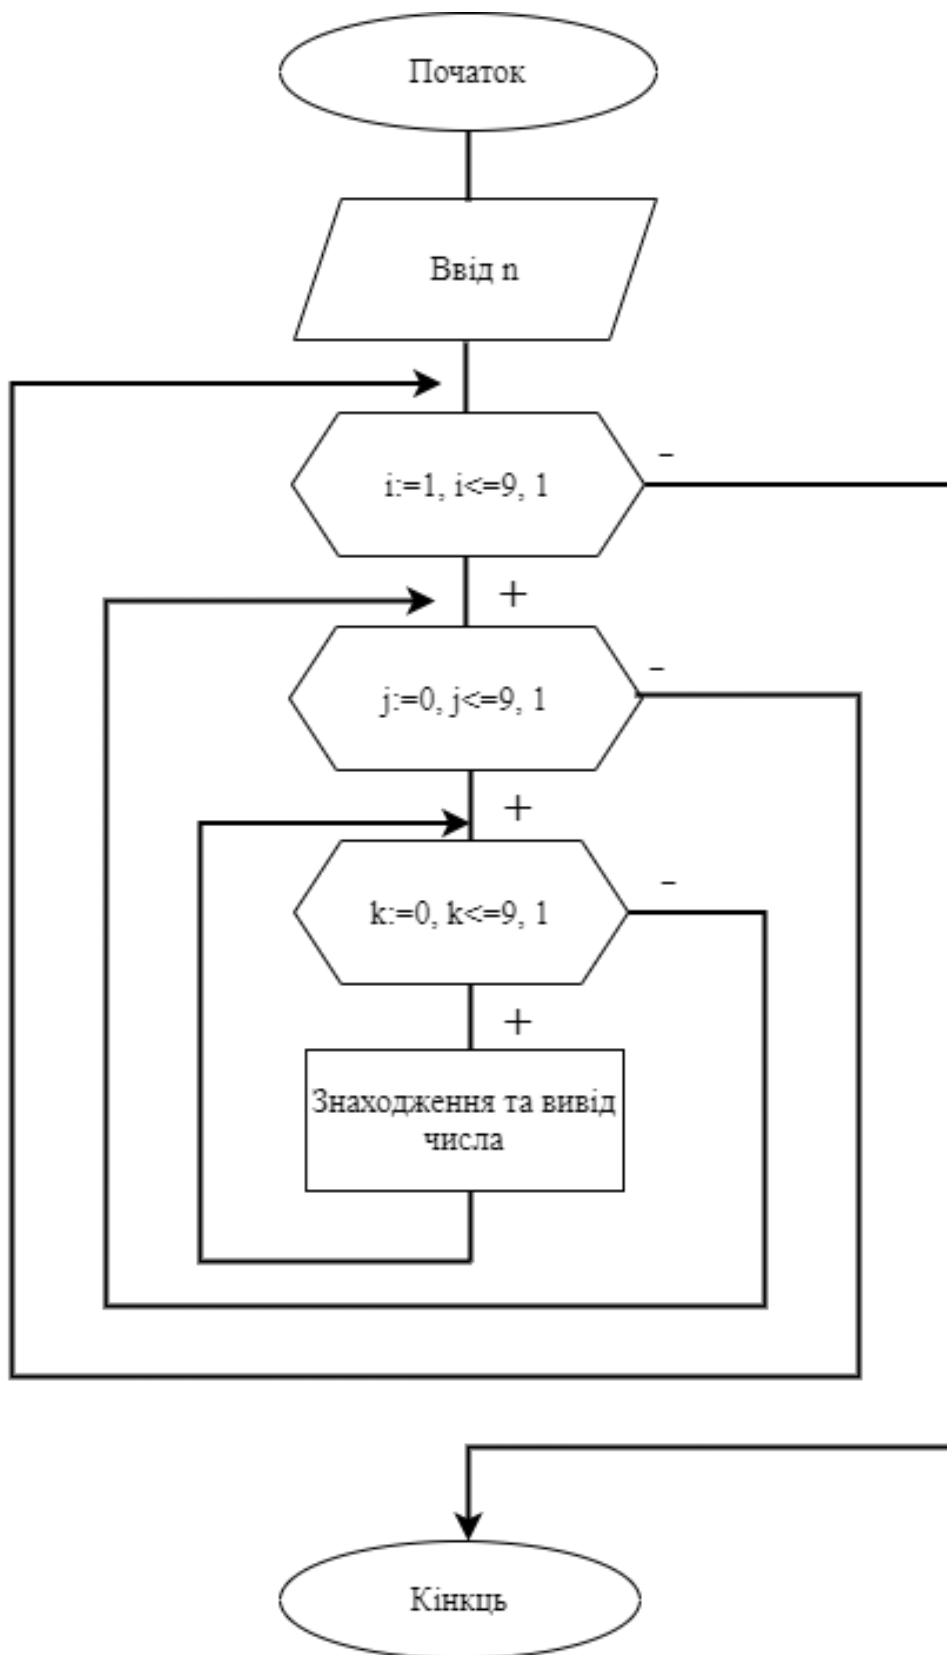 Початок
Ввід n
i:=1, i<=9, 1
-
+
j:=0, j<=9, 1
-
+
k:=0, k<=9, 1
-
+
Знаходження та вивід
числа
Кінкць